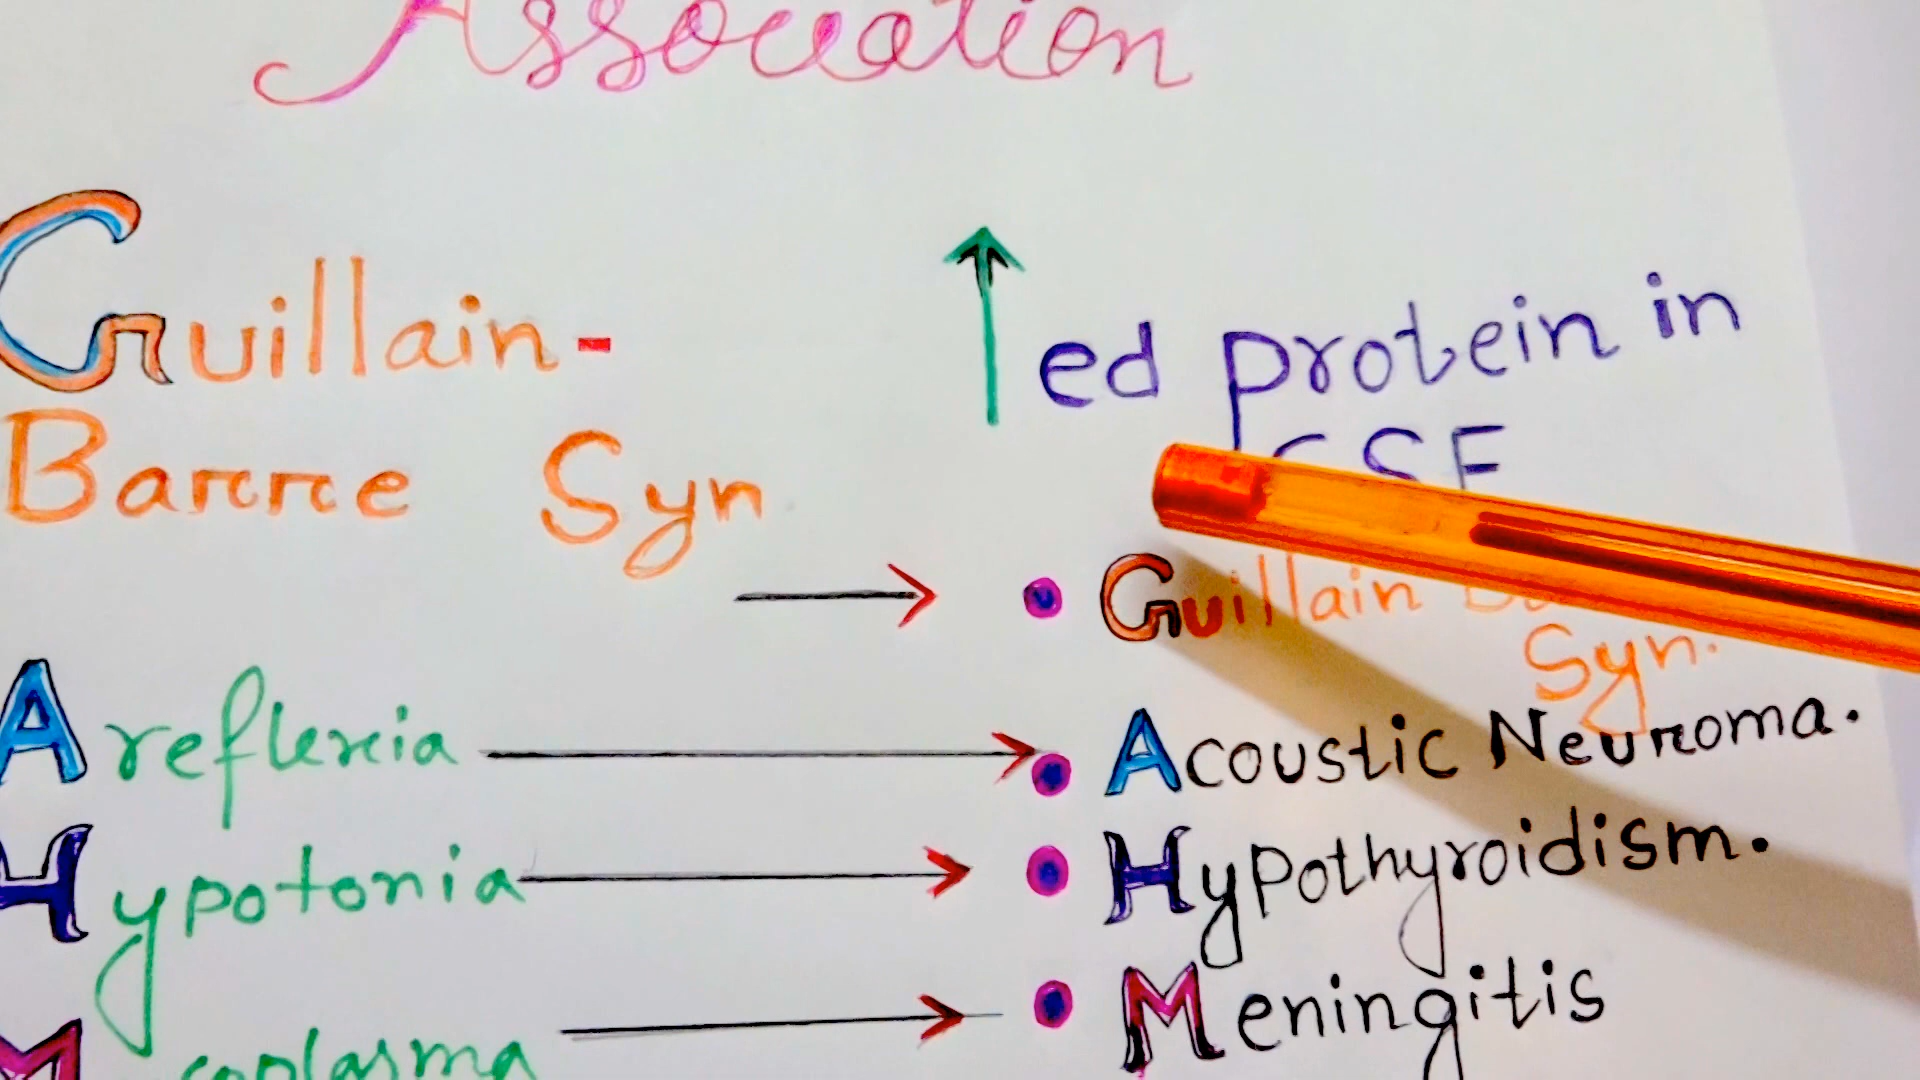 Association
Guillain-
Barre Syn
Areflexia
Hypotonia
↑ed protein in
CSF
Guillain
Syn.
Acoustic Neuroma.
Hypothyroidism.
Meningitis